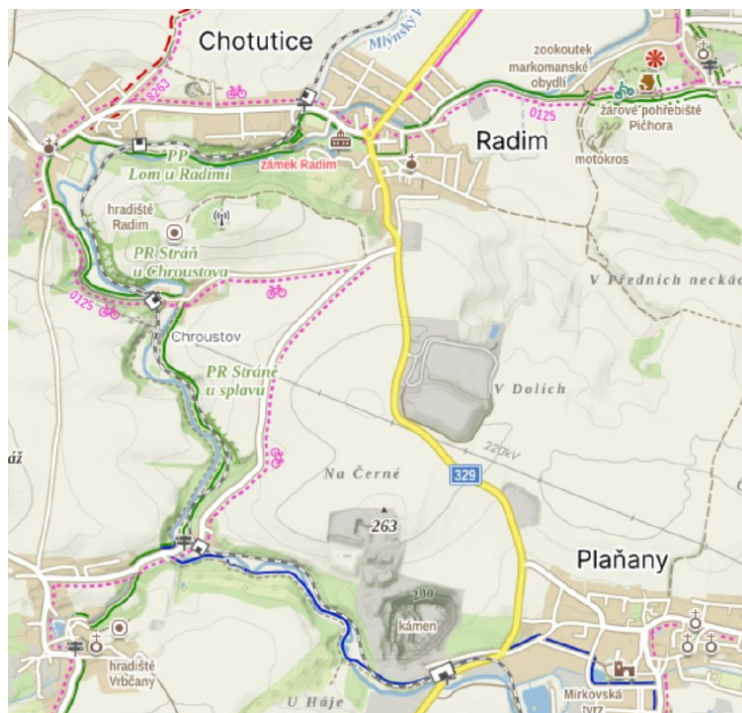 Chotutice
Mlýnský
zookoutek
markomanské
obydlí
8263
0125
žárové pohřebiště
Pičhora
Radim
motokros
PP
Lom u Radimi
zámek Radim
hradiště
Radim
PR Stráň
u Chroustova
0125
V Předních neckác
Chroustov
PR Stráně
u splavu
V Dolích
220kV
áž
Na Černé
329
263
Plaňany
200
kámen
hradiště
Vrbčany
U Háje
Mirkovská
tvrz